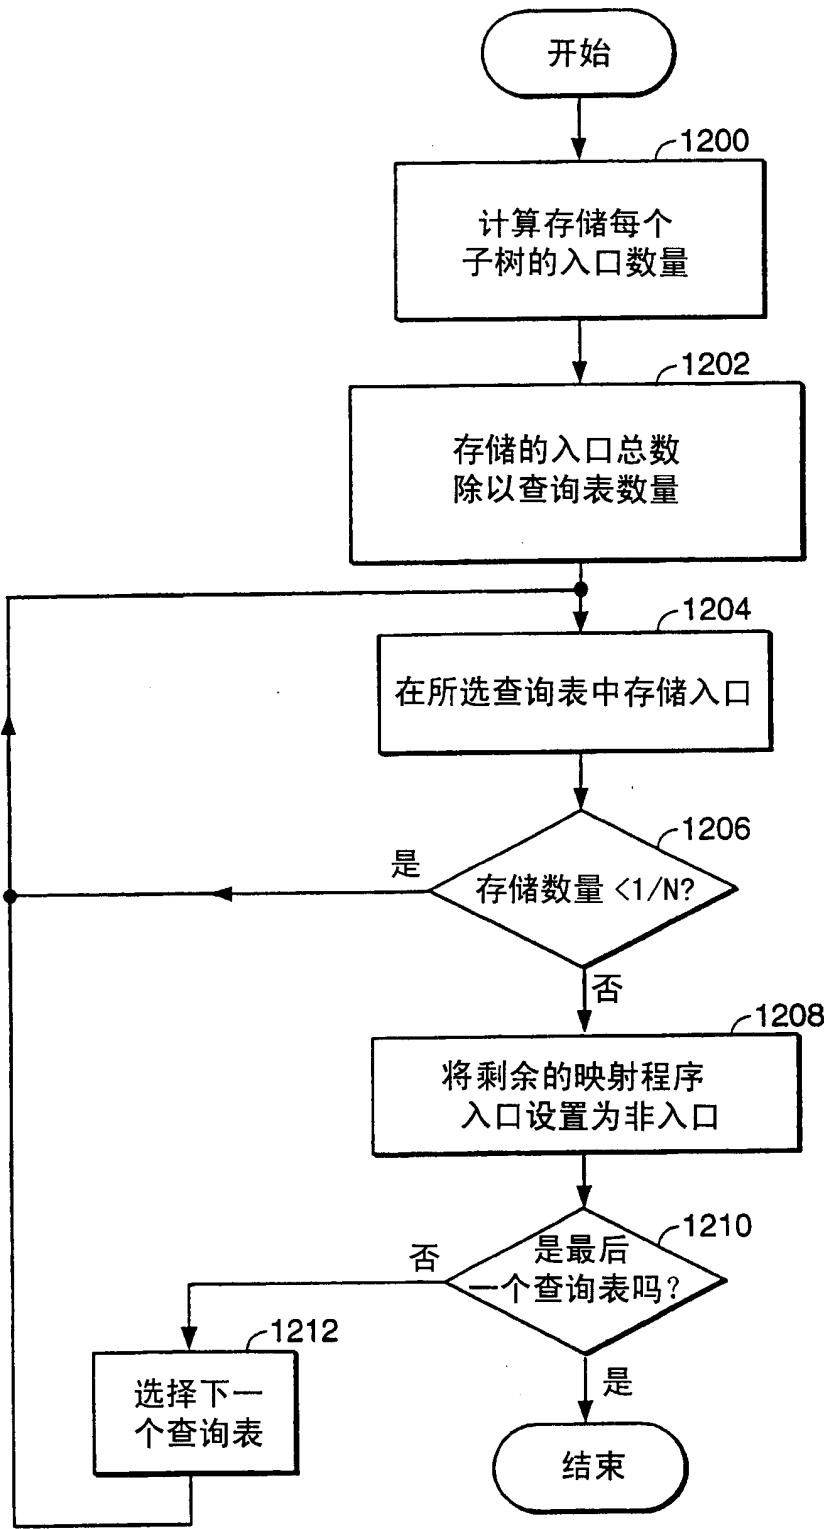 开始
1200
计算存储每个
子树的入口数量
1202
存储的入口总数
除以查询表数量
1204
在所选查询表中存储入口
1206
存储数量 <1/N?
是
否
1208
将剩余的映射程序
入口设置为非入口
1210
是最后
一个查询表吗?
否
是
1212
选择下一
个查询表
结束